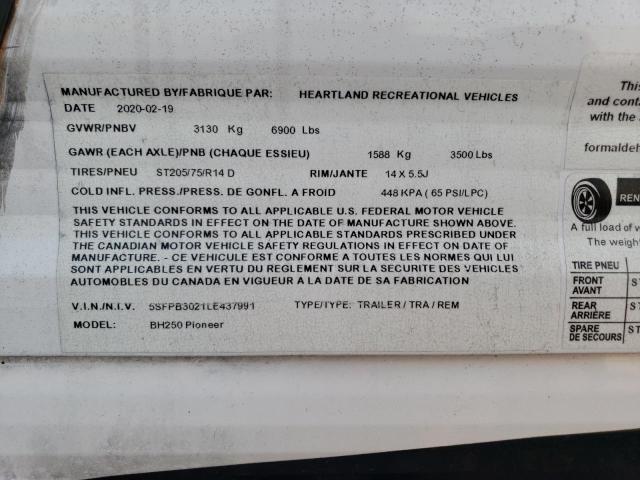 MANUFACTURED BY/FABRIQUE PAR: HEARTLAND RECREATIONAL VEHICLES
DATE 2020-02-19
GVWR/PNBV 3130 Kg 6900 Lbs
GAWR (EACH AXLE)/PNB (CHAQUE ESSIEU) 1588 Kg 3500 Lbs
TIRES/PNEU ST205/75/R14 D RIM/JANTE 14 X 5.5J
COLD INFL. PRESS./PRESS. DE GONFL. A FROID 448 KPA ( 65 PSI/LPC)
THIS VEHICLE CONFORMS TO ALL APPLICABLE U.S. FEDERAL MOTOR VEHICLE
SAFETY STANDARDS IN EFFECT ON THE DATE OF MANUFACTURE SHOWN ABOVE.
THIS VEHICLE CONFORMS TO ALL APPLICABLE STANDARDS PRESCRIBED UNDER
THE CANADIAN MOTOR VEHICLE SAFETY REGULATIONS IN EFFECT ON DATE OF
MANUFACTURE. - CE VEHICULE EST CONFORME A TOUTES LES NORMES QUI LUI
SONT APPLICABLES EN VERTU DU REGLEMENT SUR LA SECURITE DES VEHICLES
AUTOMOBILES DU CANADA EN VIGUEUR A LA DATE DE SA FABRICATION
V.I.N./N.I.V. 5SFPB3021LE437991 TYPE/TYPE: TRAILER / TRA / REM
MODEL: BH250 Pioneer
This
and conta
with the
formaldeh
REN
A full load of w
The weigh
TIRE PNEU
FRONT
AVANT
REAR
ARRIÈRE
SPARE
DE SECOURS